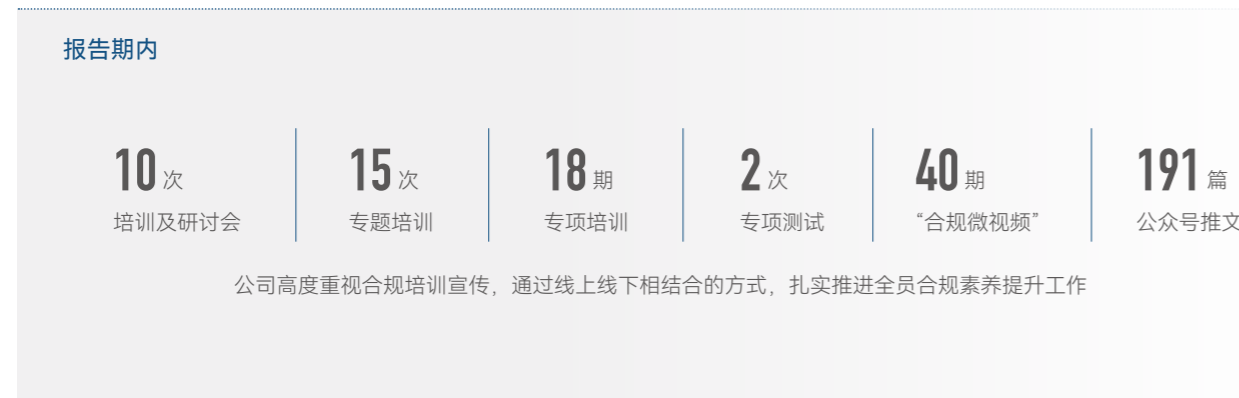 报告期内
10次 15次 18期 2次 40期 191篇
培训及研讨会 专题培训 专项培训 专项测试 “合规微视频” 公众号推文
公司高度重视合规培训宣传，通过线上线下相结合的方式，扎实推进全员合规素养提升工作